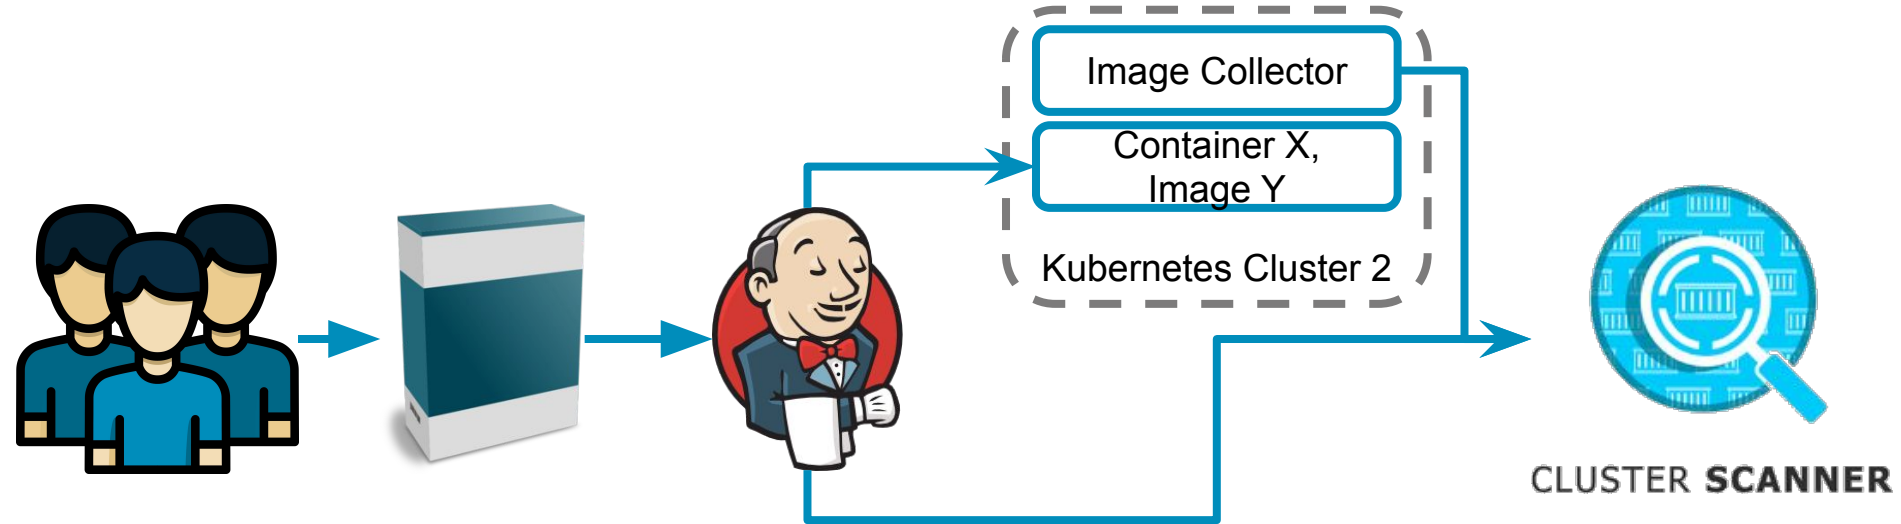 Image Collector
Container X,
Image Y
Kubernetes Cluster 2
CLUSTER SCANNER